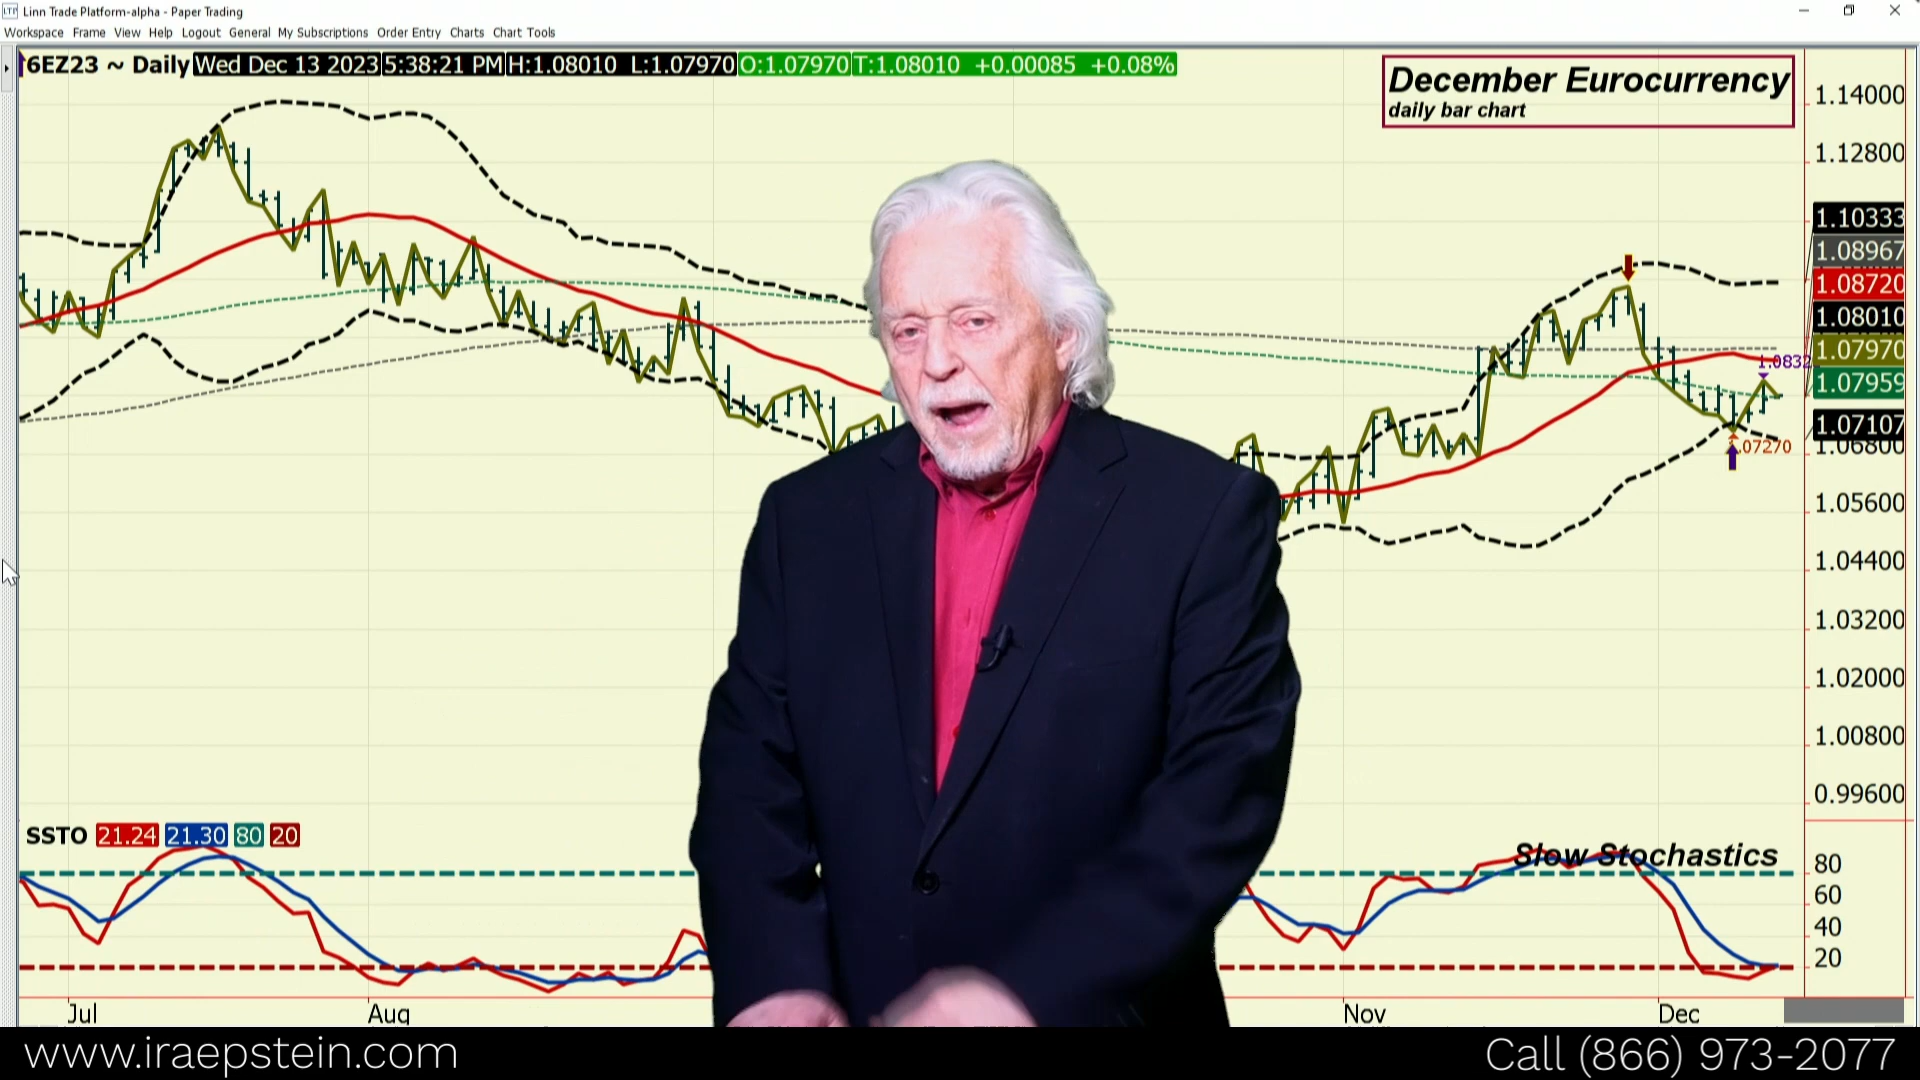 LTP Linn Trade Platform-alpha - Paper Trading
Workspace Frame View Help Logout General My Subscriptions Order Entry Charts Chart Tools
6EZ23 ~ Daily Wed Dec 13 2023 5:38:21 PM H:1.08010 L:1.07970 O:1.07970 T:1.08010 +0.00085 +0.08%
December Eurocurrency
daily bar chart
1.14000
1.12800
1.10333
1.08967
1.08720
1.08010
1.07970
1.0832
1.07959
1.07107
1.06800
.07270
1.05600
1.04400
1.03200
1.02000
1.00800
0.99600
SSTO 21.24 21.30 80 20
Slow Stochastics
80
60
40
20
Jul Aug Nov Dec
www.iraepstein.com Call (866) 973-2077